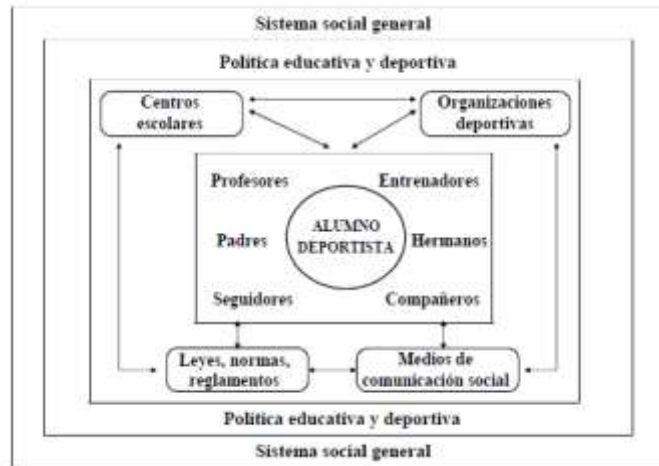 Sistema social general
Política educativa y deportiva
Centros
escolares
Organizaciones
deportivas
Profesores
Entrenadores
ALUMNO
DEPORTISTA
Padres
Hermanos
Seguidores
Compañeros
Leyes, normas,
reglamentos
Medios de
comunicación social
Política educativa y deportiva
Sistema social general